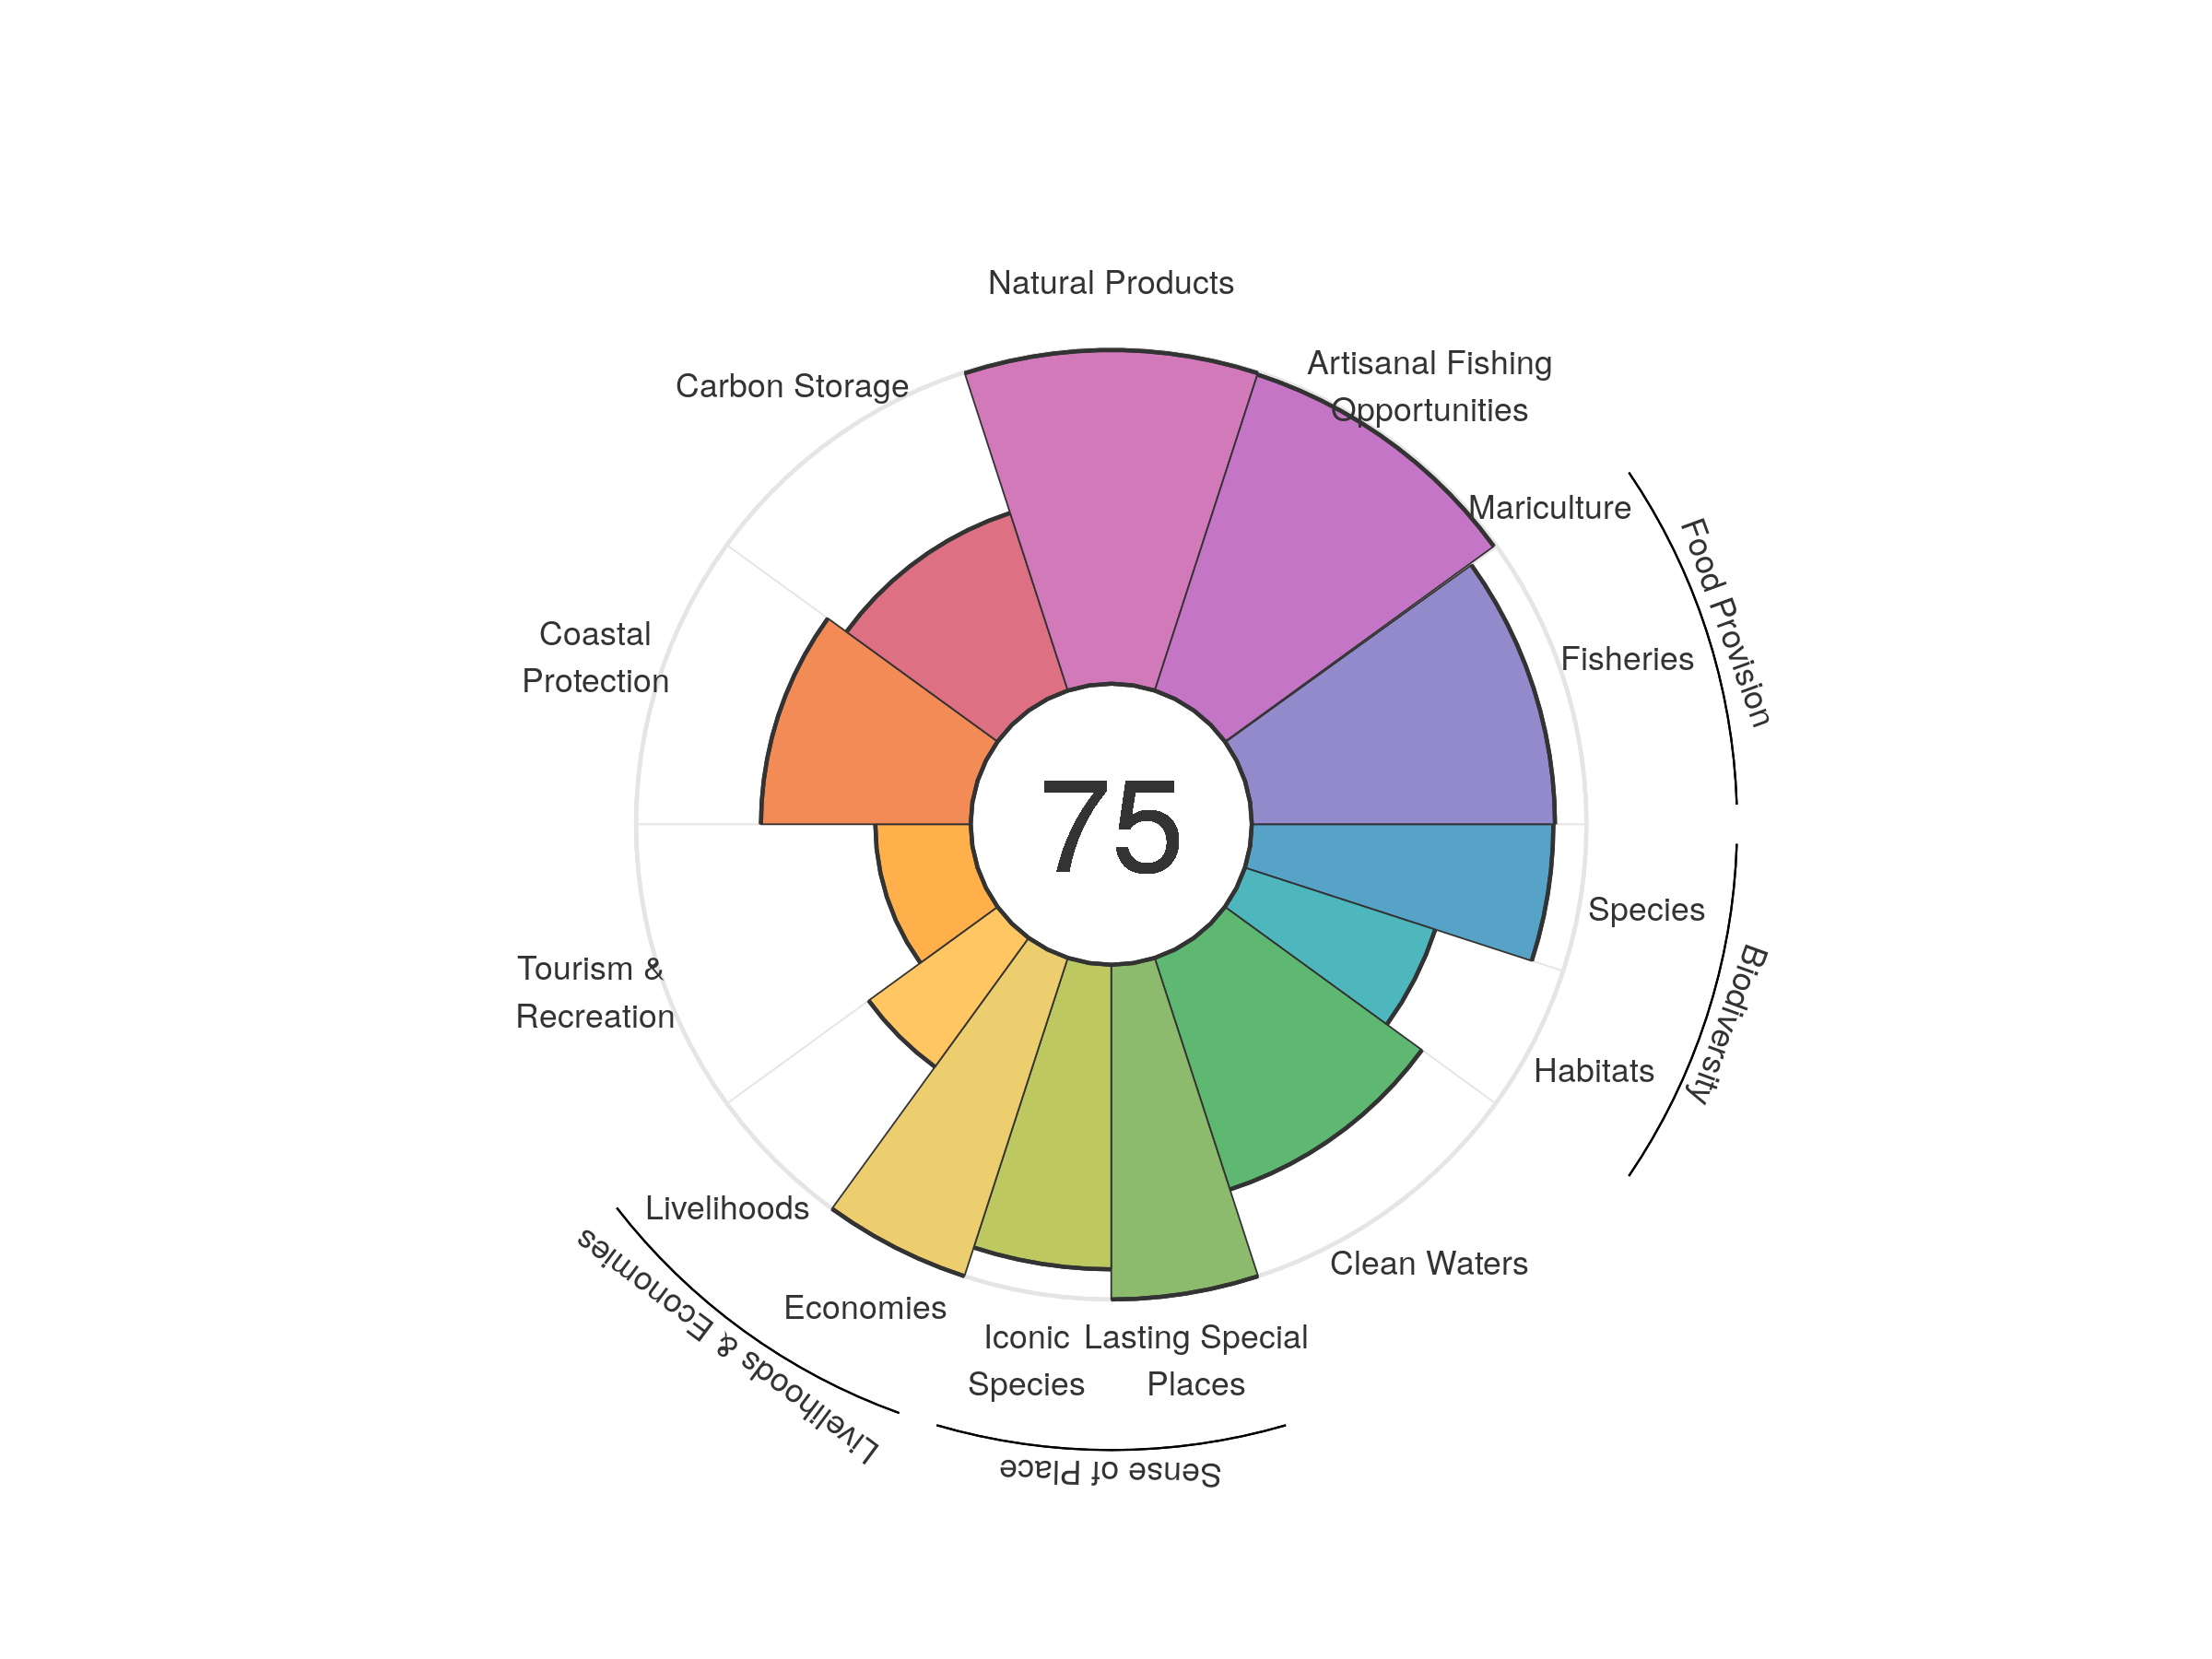 Natural Products
Artisanal Fishing
Opportunities
Carbon Storage
Mariculture
Food Provision
Coastal
Protection
Fisheries
75
Species
Biodiversity
Tourism &
Recreation
Habitats
Livelihoods
Clean Waters
Livelihoods & Economies
Economies
Iconic
Species
Lasting Special
Places
Sense of Place